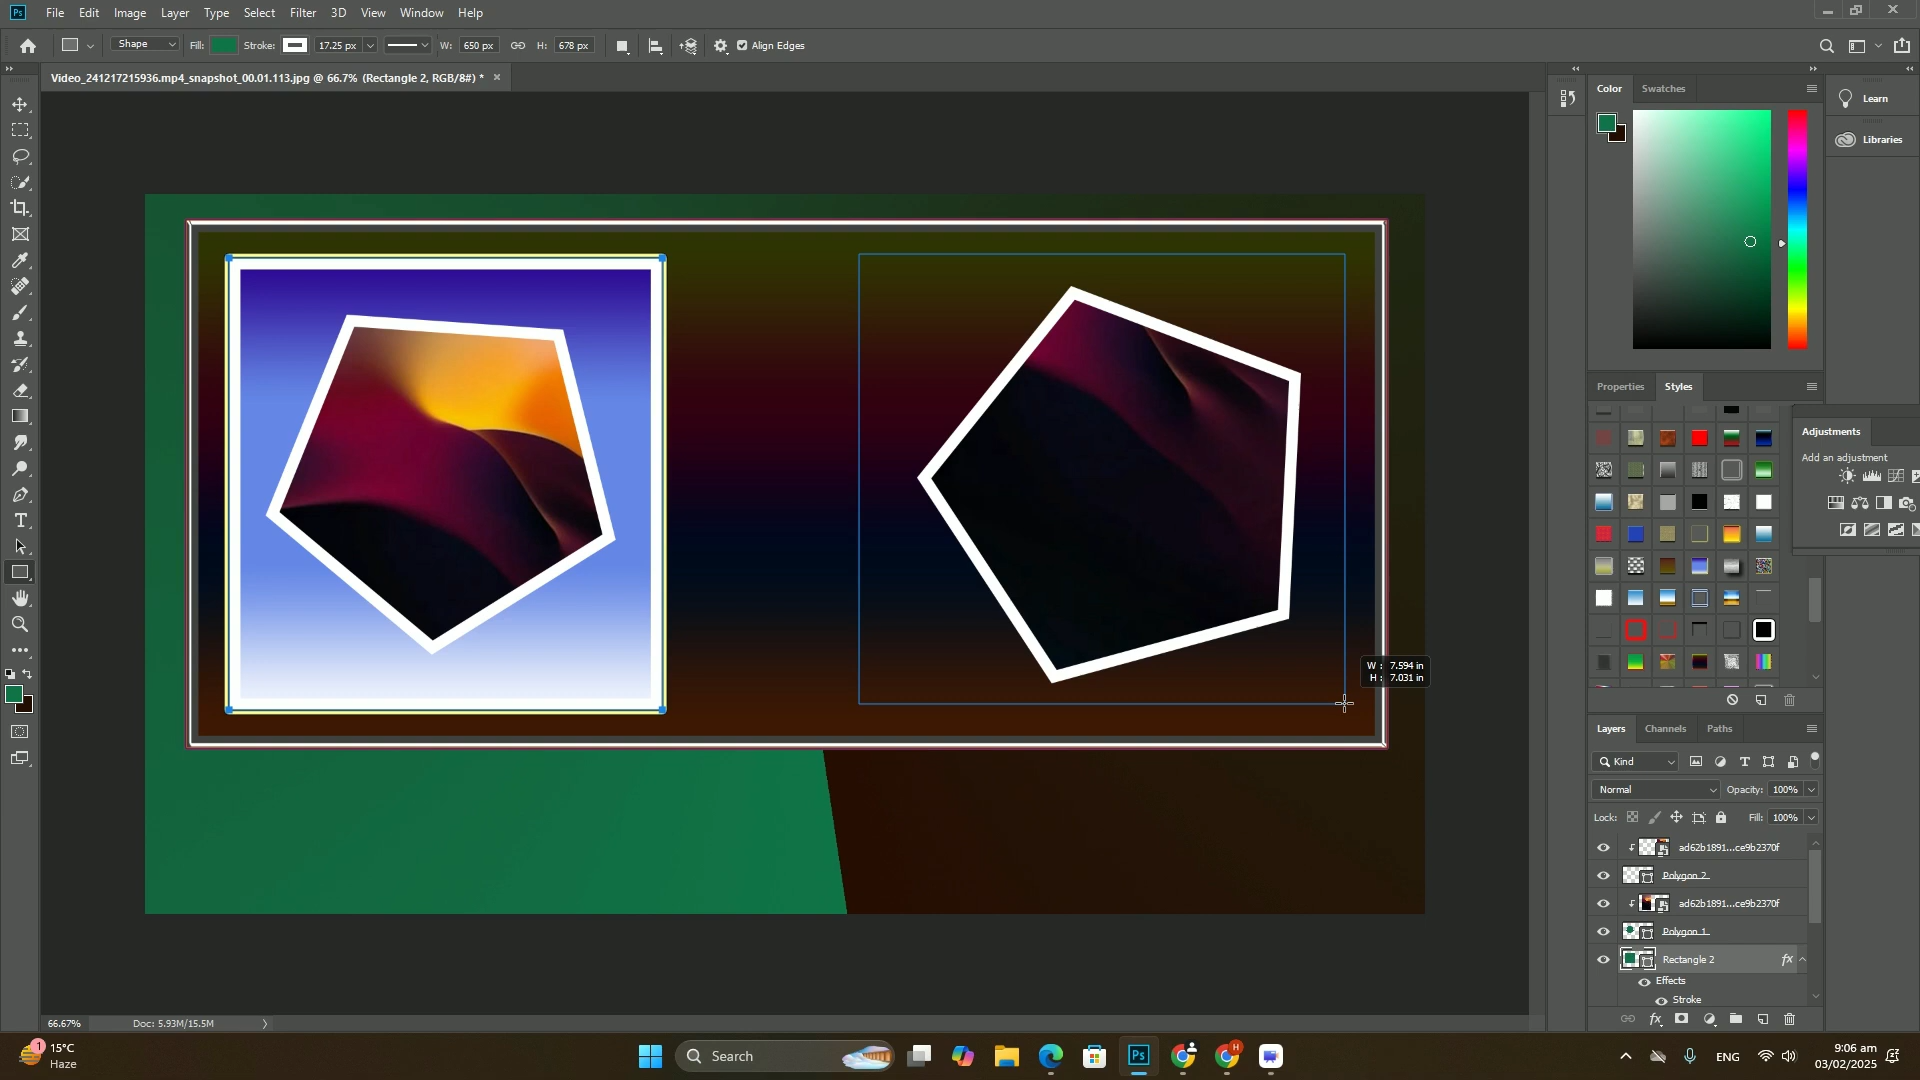 Ps File Edit Image Layer Type Select Filter 3D View Window Help
Shape Fill: Stroke: 17.25 px W: 650 px H: 678 px Align Edges
Video_241217215936.mp4_snapshot_00.01.113.jpg @ 66.7% (Rectangle 2, RGB/8#) *
Color Swatches
Learn
Libraries
Properties Styles
Adjustments
Add an adjustment
W : 7.594 in
H : 7.031 in
Layers Channels Paths
Kind
Normal Opacity: 100%
Lock: Fill: 100%
ad62b1891...ce9b2370f
Polygon 2
ad62b1891...ce9b2370f
Polygon 1
Rectangle 2 fx
Effects
Stroke
66.67% Doc: 5.93M/15.5M
1
15°C
Haze
Search
Ps
H
ENG
9:06 am
03/02/2025